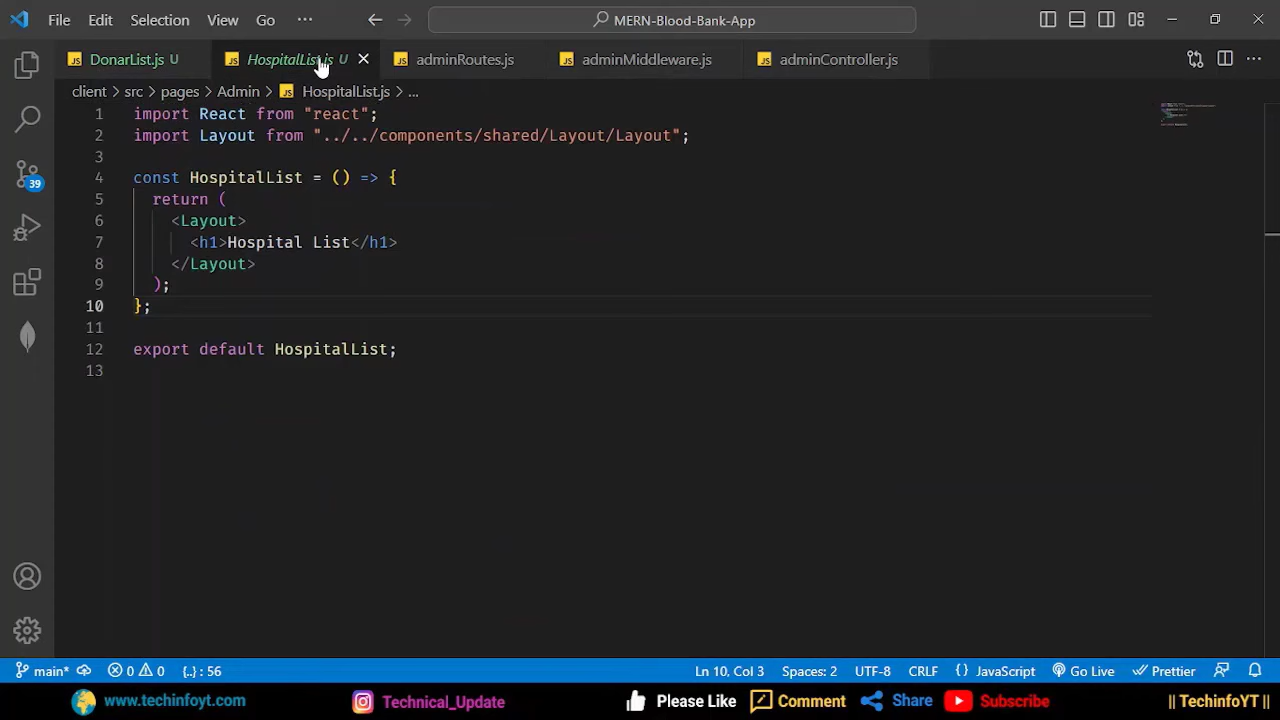 File Edit Selection View Go ··· MERN-Blood-Bank-App
DonarList.js U HospitalList.js U adminRoutes.js adminMiddleware.js adminController.js
client > src > pages > Admin > HospitalList.js > ...
1 import React from "react";
2 import Layout from "../../components/shared/Layout/Layout";
3
4 const HospitalList = () => {
5 return (
6 <Layout>
7 <h1>Hospital List</h1>
8 </Layout>
9 );
10 };
11
12 export default HospitalList;
13
39
main* 0 0 {..} : 56 Ln 10, Col 3 Spaces: 2 UTF-8 CRLF {} JavaScript Go Live Prettier
www.techinfoyt.com Technical_Update Please Like Comment Share Subscribe || TechinfoYT ||